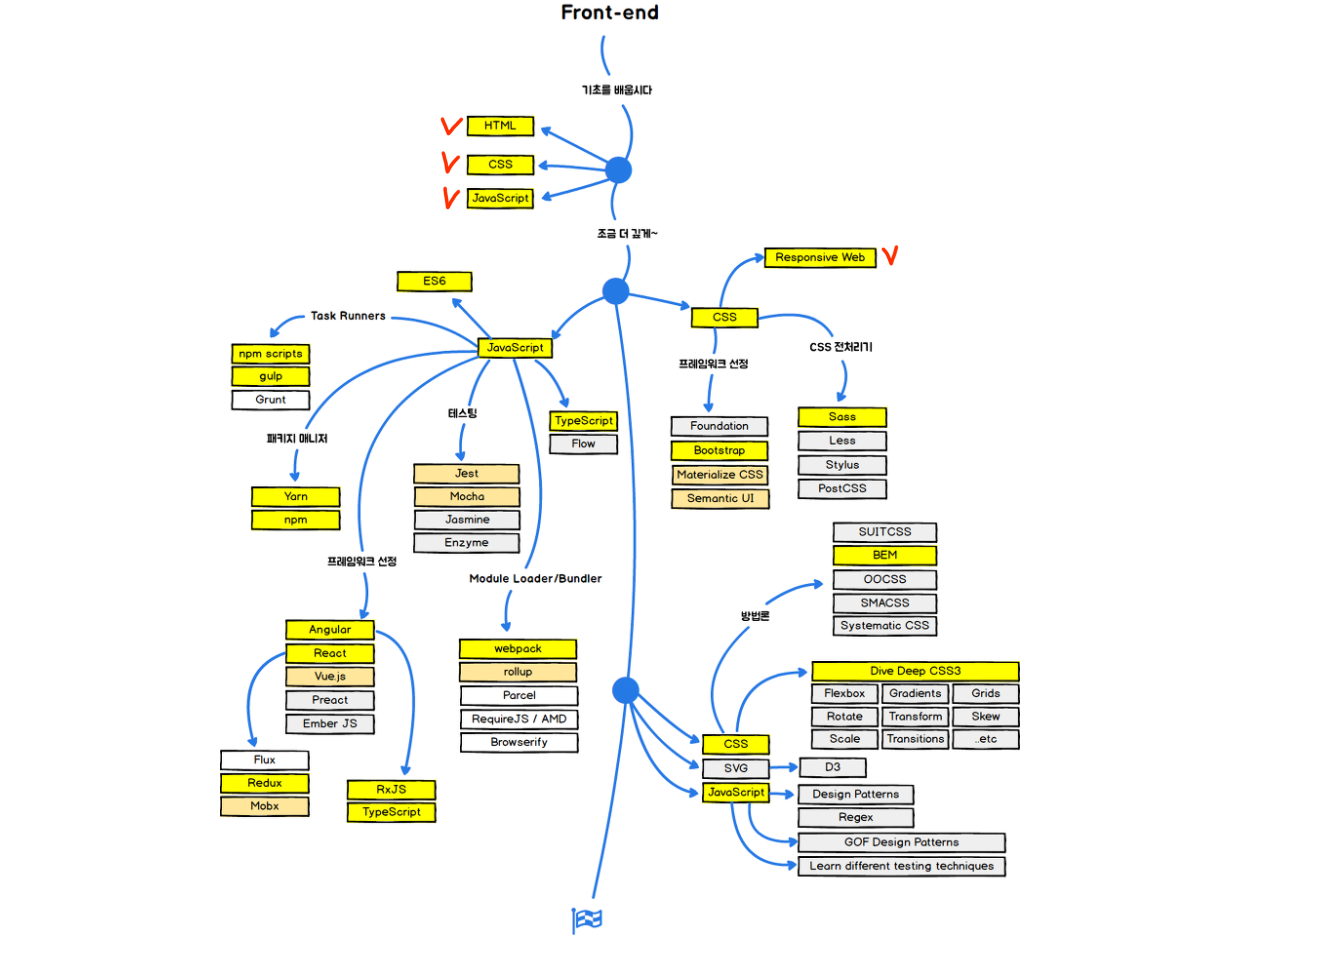 Front-end
기초를 배웁시다
HTML
CSS
JavaScript
조금 더 깊게~
Responsive Web
ES6
CSS
Task Runners
JavaScript
CSS 전처리기
npm scripts
gulp
Grunt
프레임워크 선정
테스팅
TypeScript
Flow
Foundation
Bootstrap
Materialize CSS
Semantic UI
Sass
Less
Stylus
PostCSS
패키지 매니저
Yarn
npm
Jest
Mocha
Jasmine
Enzyme
프레임워크 선정
Module Loader/Bundler
SUITCSS
BEM
OOCSS
SMACSS
Systematic CSS
방법론
Angular
React
Vue.js
Preact
Ember JS
webpack
rollup
Parcel
RequireJS / AMD
Browserify
Dive Deep CSS3
Flexbox Gradients Grids
Rotate Transform Skew
Scale Transitions ..etc
Flux
Redux
Mobx
RxJS
TypeScript
CSS
SVG
JavaScript
D3
Design Patterns
Regex
GOF Design Patterns
Learn different testing techniques